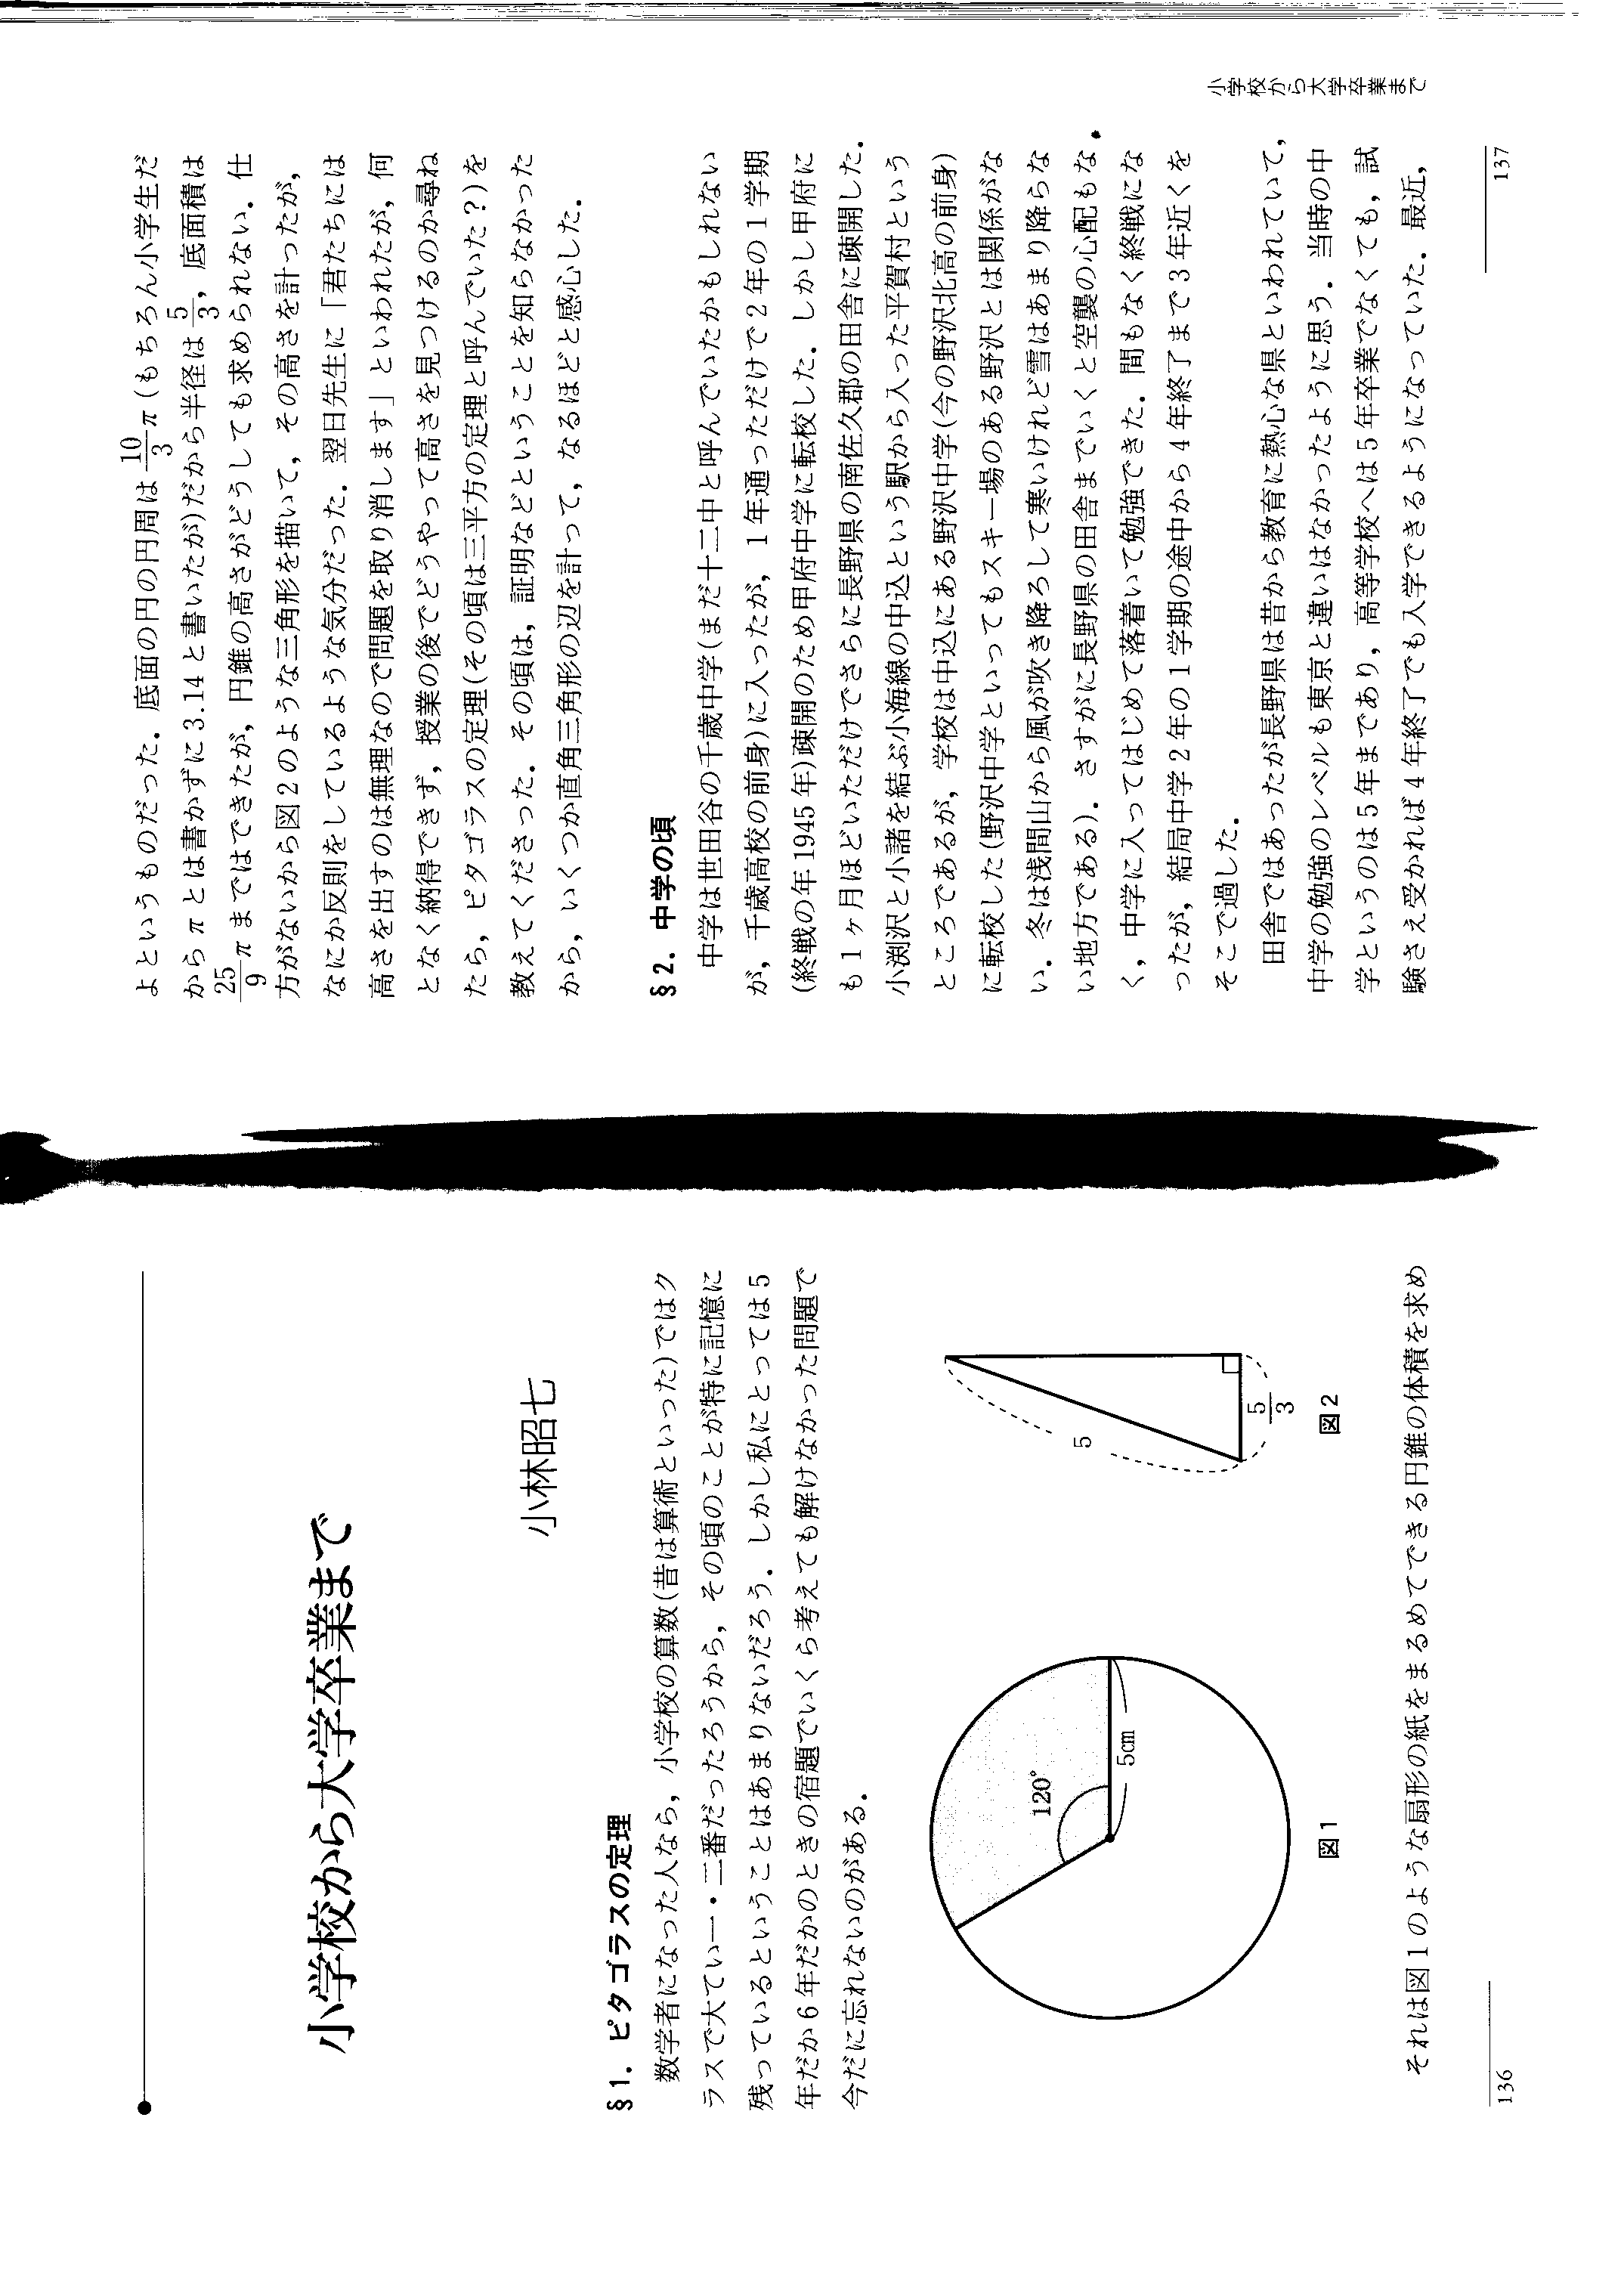 小学校から大学卒業まで
小林昭七
§1. ピタゴラスの定理
数学者になった人なら，小学校の算数(昔は算術といった)ではク
ラスで大てい一・二番だったろうから，その頃のことが特に記憶に
残っているということはあまりないだろう．しかし私にとっては5
年だか6年だかのときの宿題でいくら考えても解けなかった問題で
今だに忘れないのがある．
120°
5cm
図1
5
5/3
図2
それは図1のような扇形の紙をまるめてできる円錐の体積を求め
136
よというものだった．底面の円の円周は10/3π(もちろん小学生だ
からπとは書かずに3.14と書いたが)だから半径は5/3，底面積は
25/9πまではできたが，円錐の高さがどうしても求められない．仕
方がないから図2のような三角形を描いて，その高さを計ったが，
なにか反則をしているような気分だった．翌日先生に「君たちには
高さを出すのは無理なので問題を取り消します」といわれたが，何
となく納得できず，授業の後でどうやって高さを見つけるのか尋ね
たら，ピタゴラスの定理(その頃は三平方の定理と呼んでいた？)を
教えてくださった．その頃は，証明などということを知らなかった
から，いくつか直角三角形の辺を計って，なるほどと感心した．
§2. 中学の頃
中学は世田谷の千歳中学(まだ十二中と呼んでいたかもしれない
が，千歳高校の前身)に入ったが，1年通っただけで2年の1学期
(終戦の年1945年)疎開のため甲府中学に転校した．しかし甲府に
も1ヶ月ほどいただけでさらに長野県の南佐久郡の田舎に疎開した．
小渕沢と小諸を結ぶ小海線の中込という駅から入った平賀村という
ところであるが，学校は中込にある野沢中学(今の野沢北高の前身)
に転校した(野沢中学といってもスキー場のある野沢とは関係がな
い．冬は浅間山から風が吹き降ろして寒いけれど雪はあまり降らな
い地方である)．さすがに長野県の田舎までいくと空襲の心配もな
く，中学に入ってはじめて落着いて勉強できた．間もなく終戦にな
ったが，結局中学2年の1学期の途中から4年終了まで3年近くを
そこで過した．
田舎ではあったが長野県は昔から教育に熱心な県といわれていて，
中学の勉強のレベルも東京と違いはなかったように思う．当時の中
学というのは5年まであり，高等学校へは5年卒業でなくても，試
験さえ受かれば4年終了でも入学できるようになっていた．最近，
小学校から大学卒業まで
137